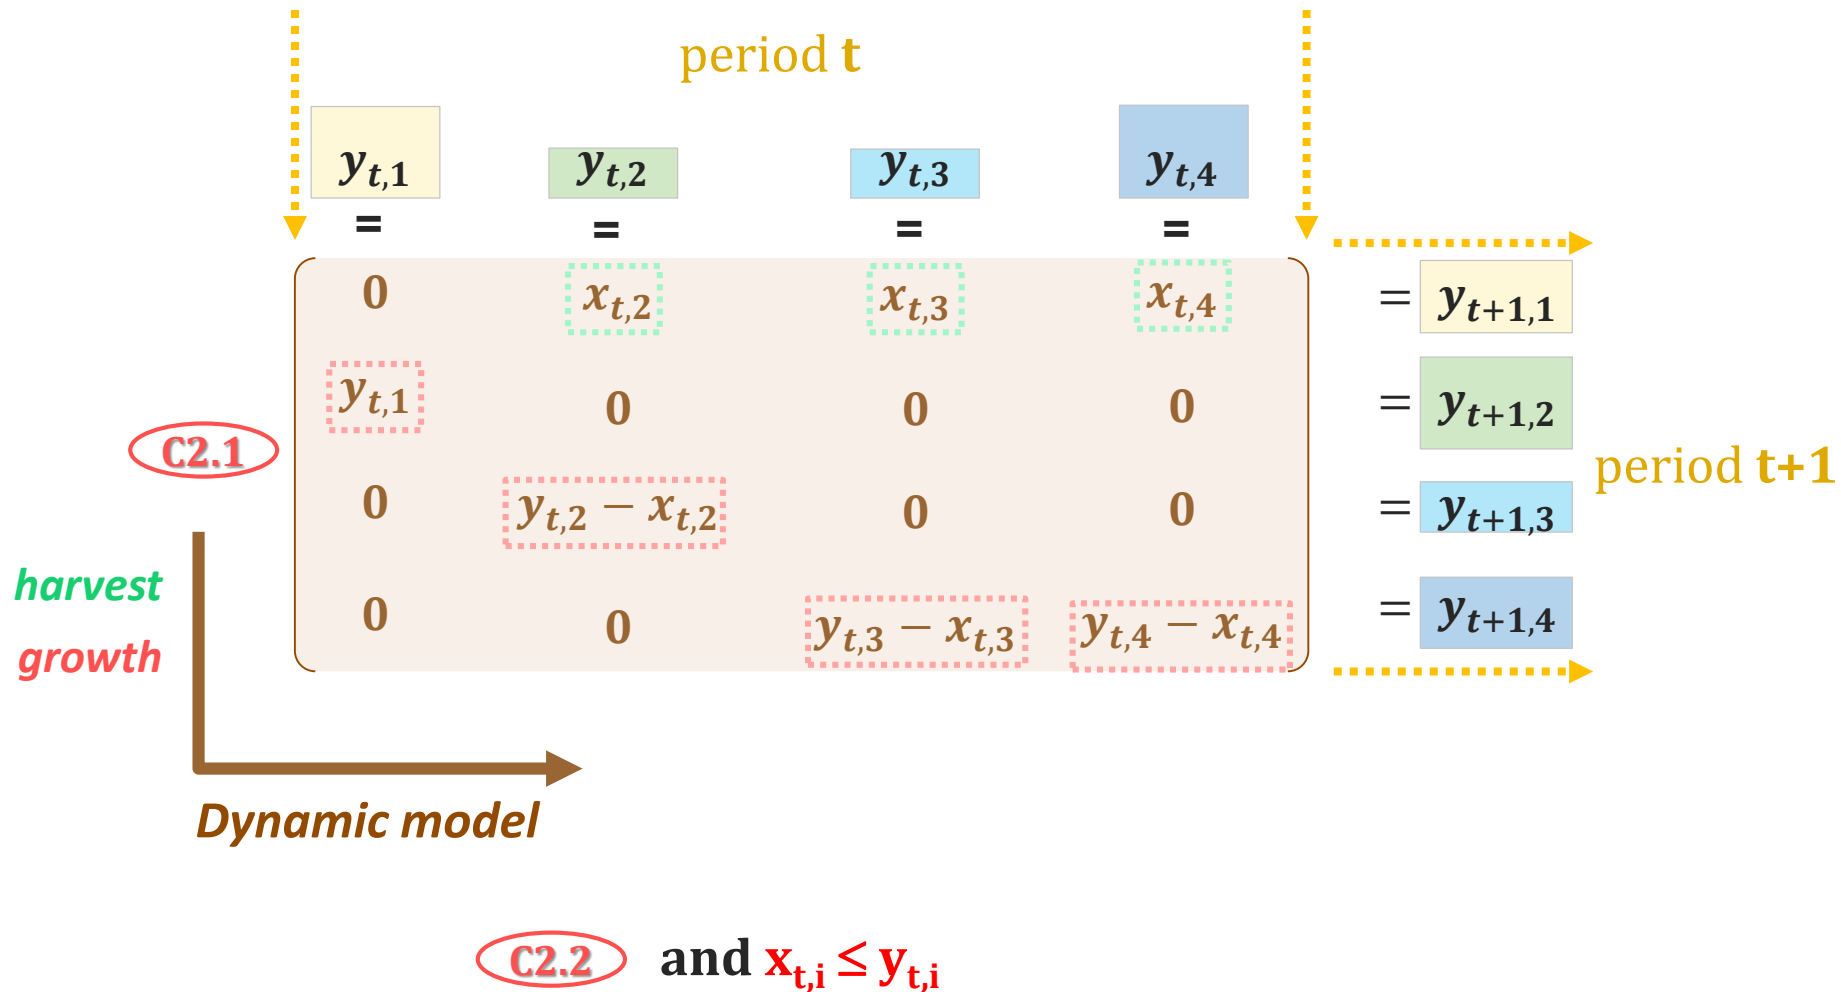 period t
y_{t,1} y_{t,2} y_{t,3} y_{t,4}
= = = =
0 x_{t,2} x_{t,3} x_{t,4} = y_{t+1,1}
y_{t,1} 0 0 0 = y_{t+1,2}
C2.1
period t+1
0 y_{t,2} − x_{t,2} 0 0 = y_{t+1,3}
harvest
0 0 y_{t,3} − x_{t,3} y_{t,4} − x_{t,4} = y_{t+1,4}
growth
Dynamic model
C2.2 and x_{t,i} ≤ y_{t,i}